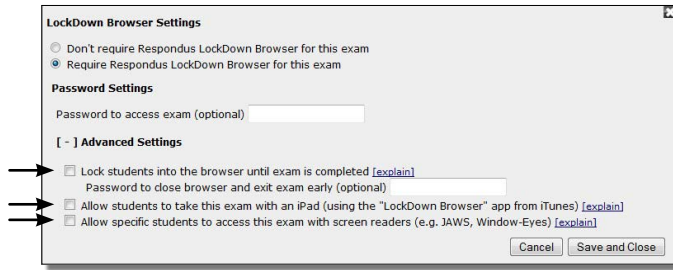 LockDown Browser Settings
Don't require Respondus LockDown Browser for this exam
Require Respondus LockDown Browser for this exam
Password Settings
Password to access exam (optional)
[ - ] Advanced Settings
Lock students into the browser until exam is completed [explain]
Password to close browser and exit exam early (optional)
Allow students to take this exam with an iPad (using the "LockDown Browser" app from iTunes) [explain]
Allow specific students to access this exam with screen readers (e.g. JAWS, Window-Eyes) [explain]
Cancel Save and Close